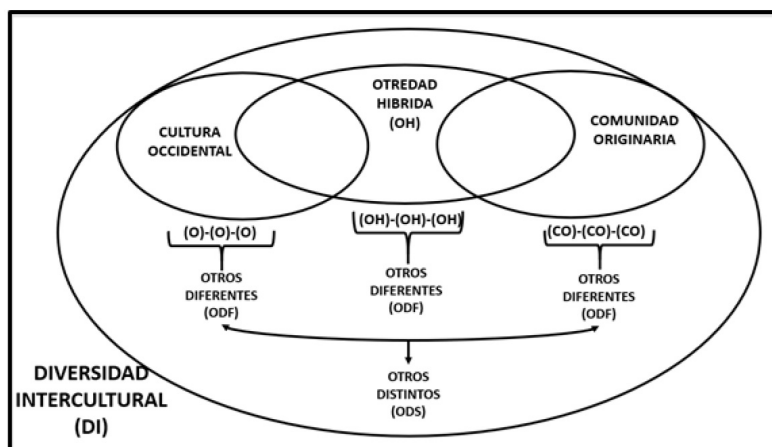 OTREDAD
HIBRIDA
(OH)
CULTURA
OCCIDENTAL
COMUNIDAD
ORIGINARIA
(O)-(O)-(O)
(OH)-(OH)-(OH)
(CO)-(CO)-(CO)
OTROS
DIFERENTES
(ODF)
OTROS
DIFERENTES
(ODF)
OTROS
DIFERENTES
(ODF)
OTROS
DISTINTOS
(ODS)
DIVERSIDAD
INTERCULTURAL
(DI)